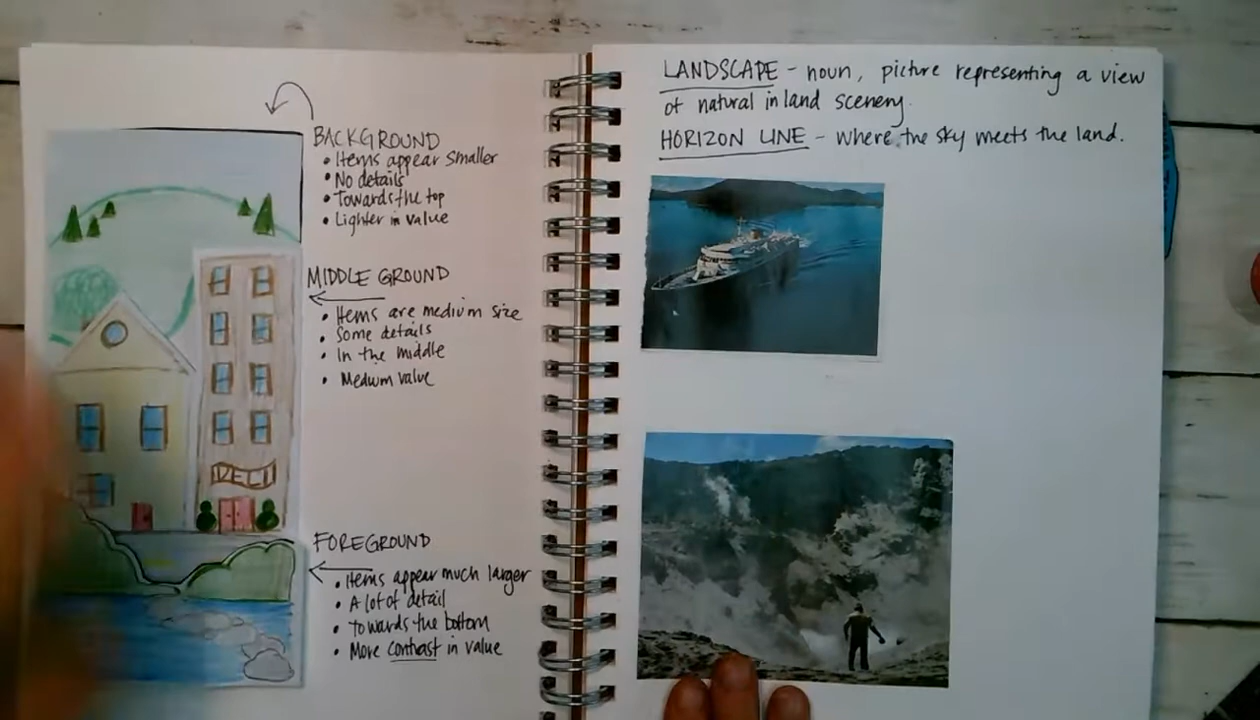 BACKGROUND
• Items appear smaller
• No details
• Towards the top
• Lighter in value
MIDDLE GROUND
• Items are medium size
• Some details
• In the middle
• Medium value
DELI
FOREGROUND
• Items appear much larger
• A lot of detail
• Towards the bottom
• More contrast in value
LANDSCAPE - noun, picture representing a view
of natural inland scenery.
HORIZON LINE - where the sky meets the land.